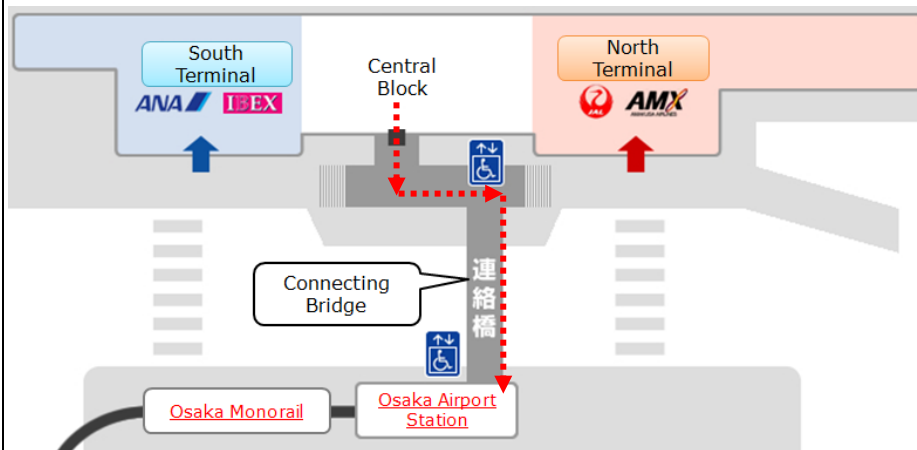 South
Terminal
ANA
IBEX
Central
Block
North
Terminal
JAL
AMX
Connecting
Bridge
連
絡
橋
Osaka Monorail
Osaka Airport
Station